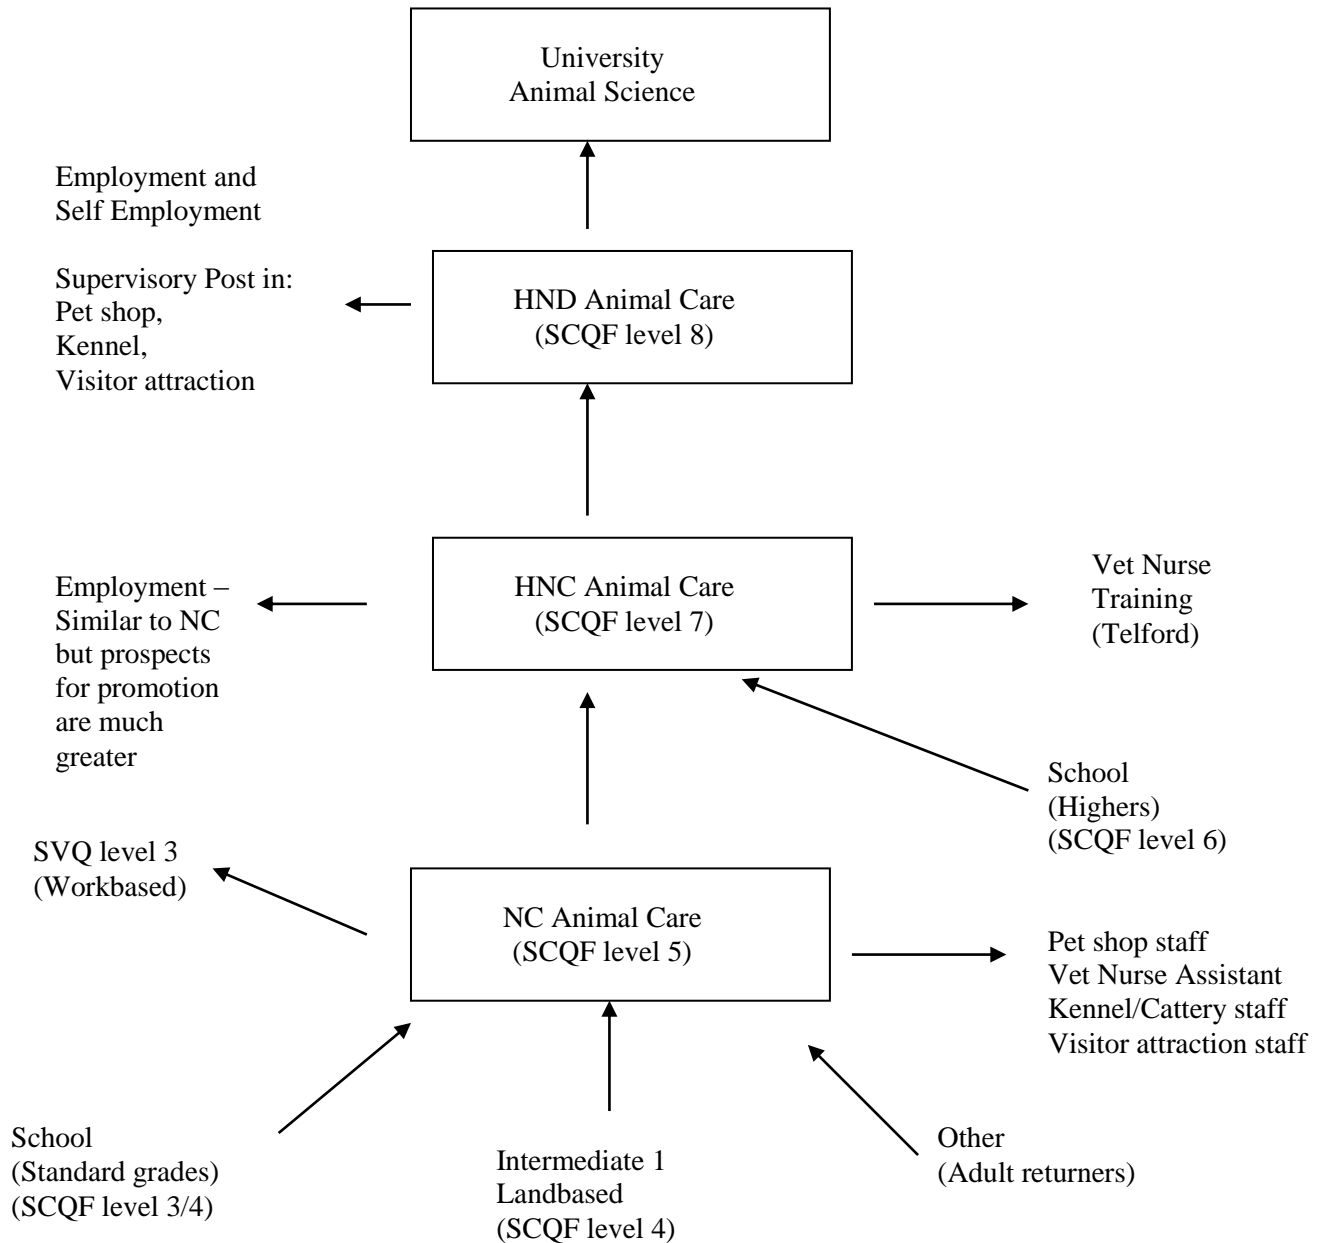 University
Animal Science
Employment and
Self Employment
Supervisory Post in:
Pet shop,
Kennel,
Visitor attraction
HND Animal Care
(SCQF level 8)
Employment –
Similar to NC
but prospects
for promotion
are much
greater
HNC Animal Care
(SCQF level 7)
Vet Nurse
Training
(Telford)
School
(Highers)
(SCQF level 6)
SVQ level 3
(Workbased)
NC Animal Care
(SCQF level 5)
Pet shop staff
Vet Nurse Assistant
Kennel/Cattery staff
Visitor attraction staff
School
(Standard grades)
(SCQF level 3/4)
Intermediate 1
Landbased
(SCQF level 4)
Other
(Adult returners)